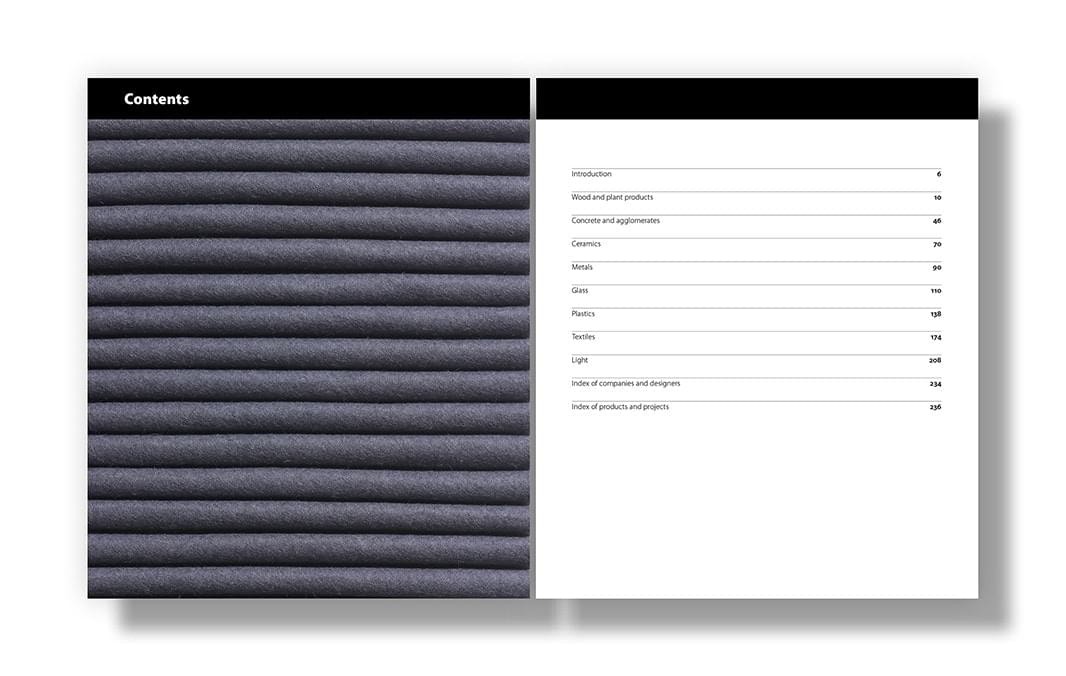 Contents
Introduction 6
Wood and plant products 10
Concrete and agglomerates 46
Ceramics 70
Metals 90
Glass 110
Plastics 138
Textiles 174
Light 208
Index of companies and designers 234
Index of products and projects 236